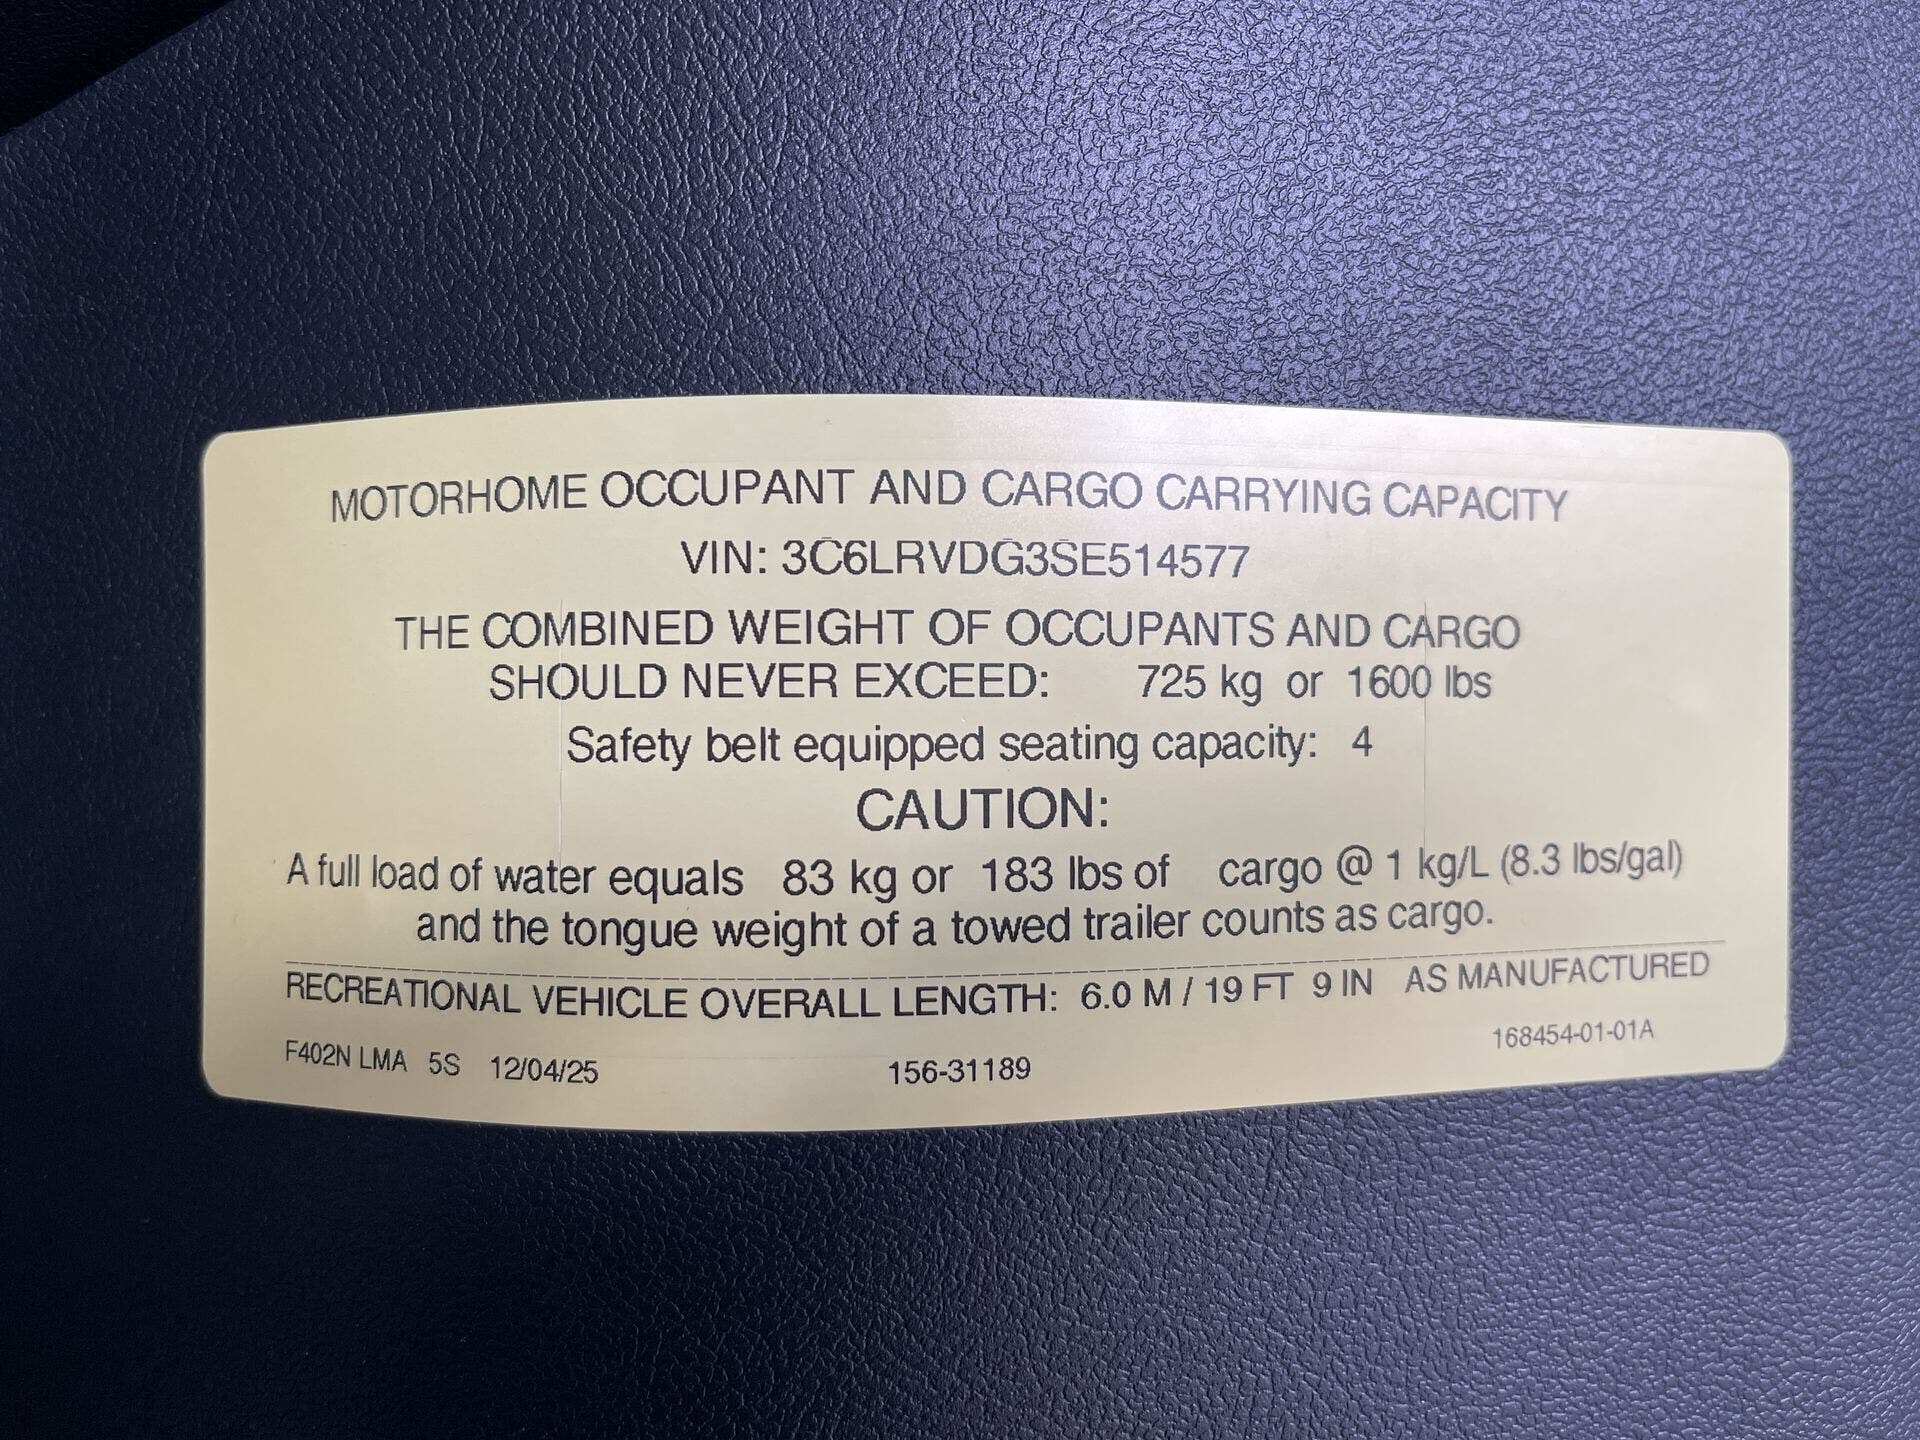 MOTORHOME OCCUPANT AND CARGO CARRYING CAPACITY
VIN: 3C6LRVDG3SE514577
THE COMBINED WEIGHT OF OCCUPANTS AND CARGO
SHOULD NEVER EXCEED: 725 kg or 1600 lbs
Safety belt equipped seating capacity: 4
CAUTION:
A full load of water equals 83 kg or 183 lbs of cargo @ 1 kg/L (8.3 lbs/gal)
and the tongue weight of a towed trailer counts as cargo.
RECREATIONAL VEHICLE OVERALL LENGTH: 6.0 M / 19 FT 9 IN AS MANUFACTURED
168454-01-01A
F402N LMA 5S 12/04/25 156-31189